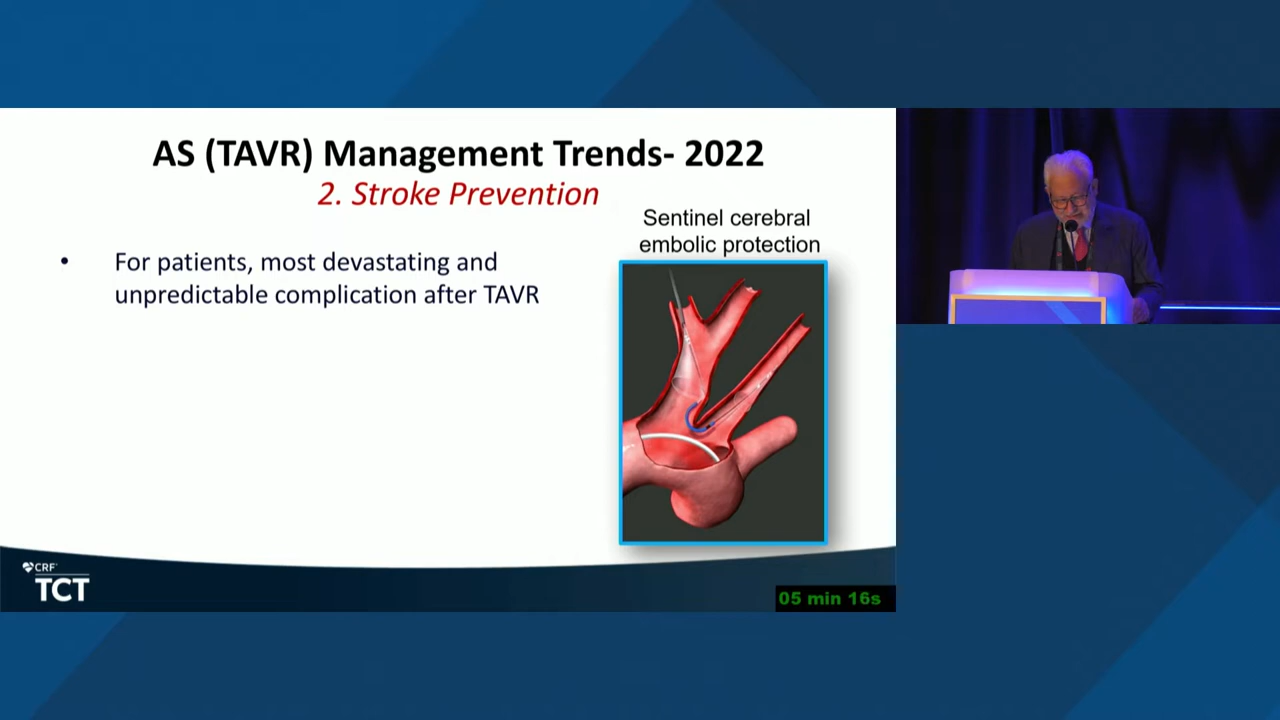 AS (TAVR) Management Trends- 2022
2. Stroke Prevention
Sentinel cerebral
embolic protection
• For patients, most devastating and
unpredictable complication after TAVR
CRF
TCT
05 min 16s